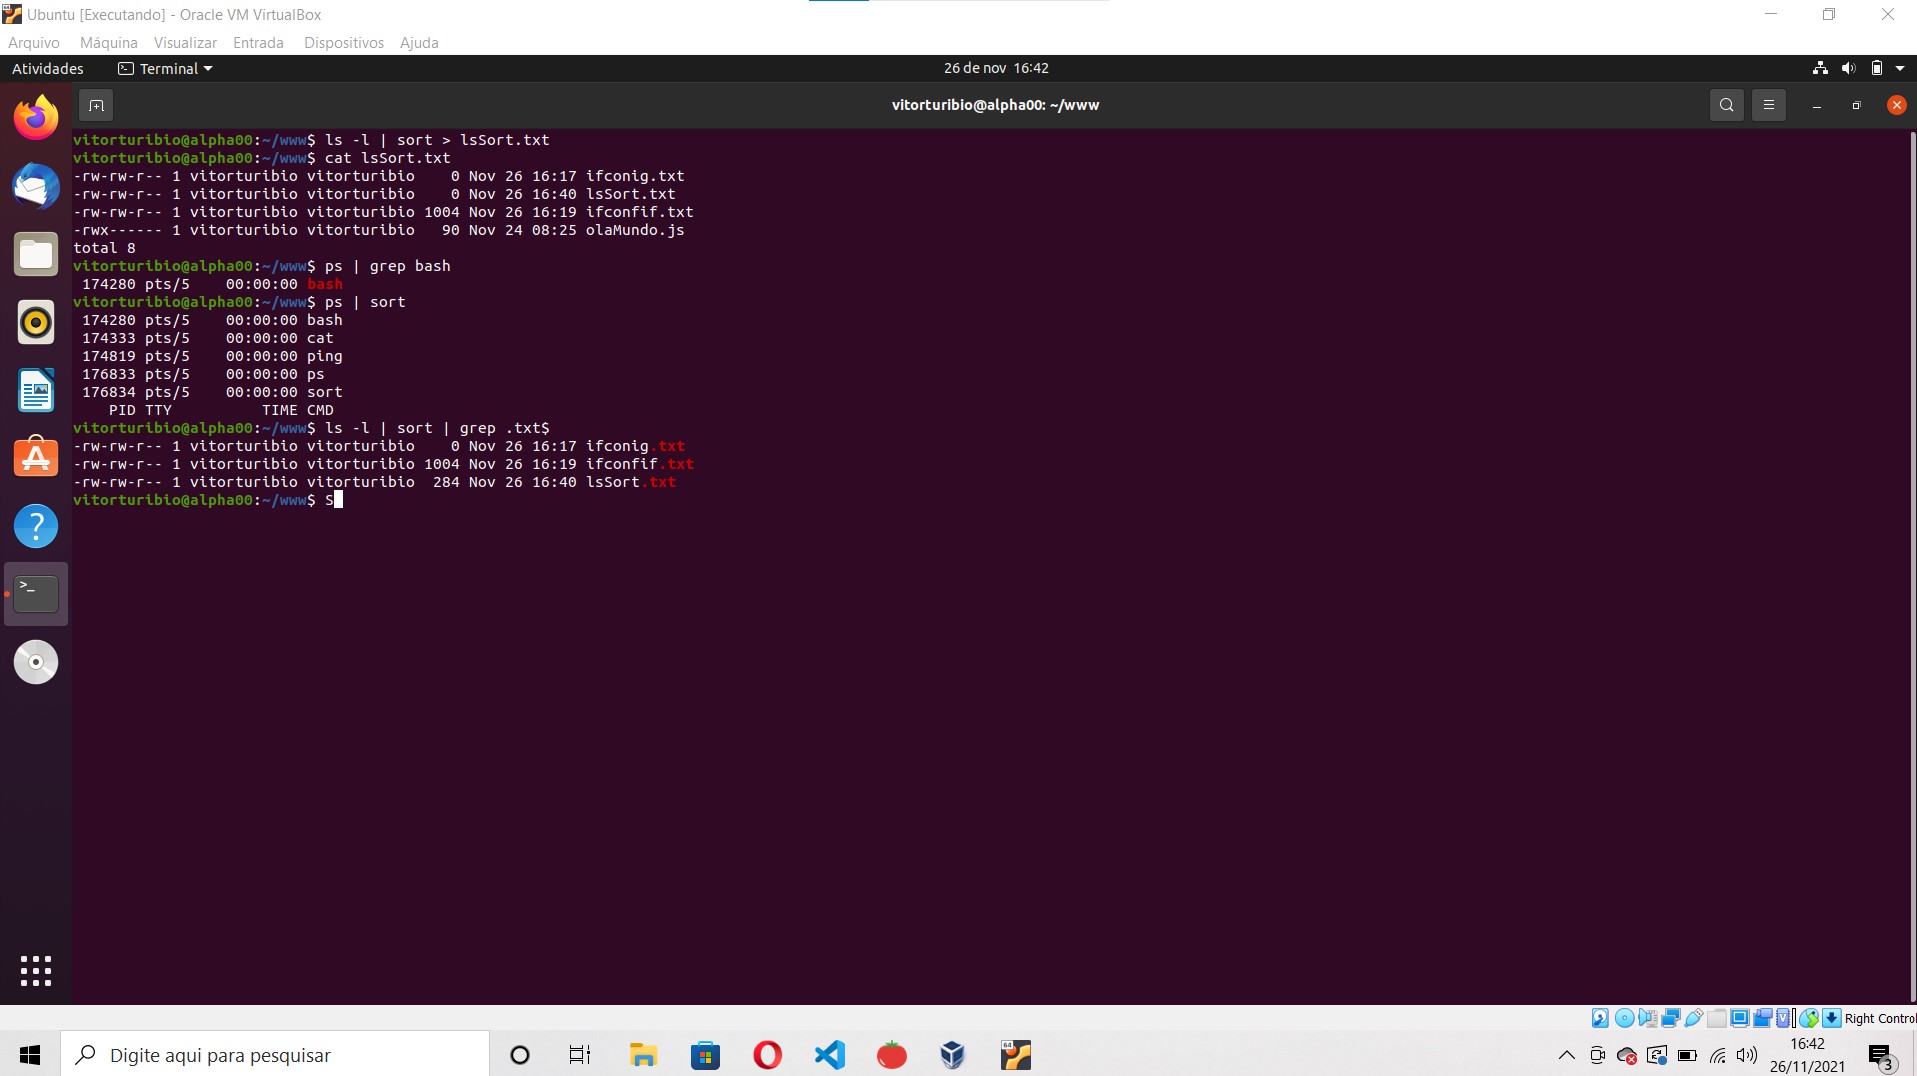 Ubuntu [Executando] - Oracle VM VirtualBox
Arquivo Máquina Visualizar Entrada Dispositivos Ajuda
Atividades Terminal 26 de nov 16:42
vitorturibio@alpha00: ~/www
vitorturibio@alpha00:~/www$ ls -l | sort > lsSort.txt
vitorturibio@alpha00:~/www$ cat lsSort.txt
-rw-rw-r-- 1 vitorturibio vitorturibio    0 Nov 26 16:17 ifconig.txt
-rw-rw-r-- 1 vitorturibio vitorturibio    0 Nov 26 16:40 lsSort.txt
-rw-rw-r-- 1 vitorturibio vitorturibio 1004 Nov 26 16:19 ifconfif.txt
-rwx------ 1 vitorturibio vitorturibio   90 Nov 24 08:25 olaMundo.js
total 8
vitorturibio@alpha00:~/www$ ps | grep bash
 174280 pts/5    00:00:00 bash
vitorturibio@alpha00:~/www$ ps | sort
 174280 pts/5    00:00:00 bash
 174333 pts/5    00:00:00 cat
 174819 pts/5    00:00:00 ping
 176833 pts/5    00:00:00 ps
 176834 pts/5    00:00:00 sort
    PID TTY          TIME CMD
vitorturibio@alpha00:~/www$ ls -l | sort | grep .txt$
-rw-rw-r-- 1 vitorturibio vitorturibio    0 Nov 26 16:17 ifconig.txt
-rw-rw-r-- 1 vitorturibio vitorturibio 1004 Nov 26 16:19 ifconfif.txt
-rw-rw-r-- 1 vitorturibio vitorturibio  284 Nov 26 16:40 lsSort.txt
vitorturibio@alpha00:~/www$ S
Right Control
Digite aqui para pesquisar
64
16:42
26/11/2021
3